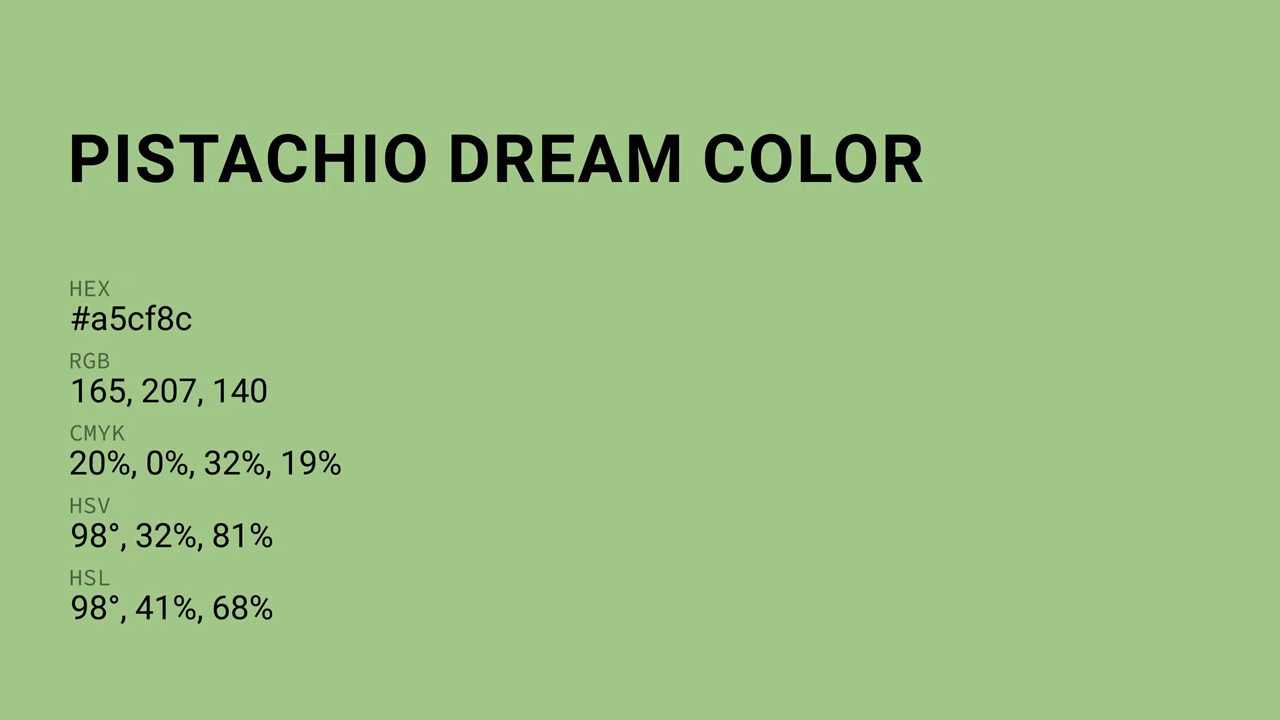 PISTACHIO DREAM COLOR
HEX
#a5cf8c
RGB
165, 207, 140
CMYK
20%, 0%, 32%, 19%
HSV
98°, 32%, 81%
HSL
98°, 41%, 68%